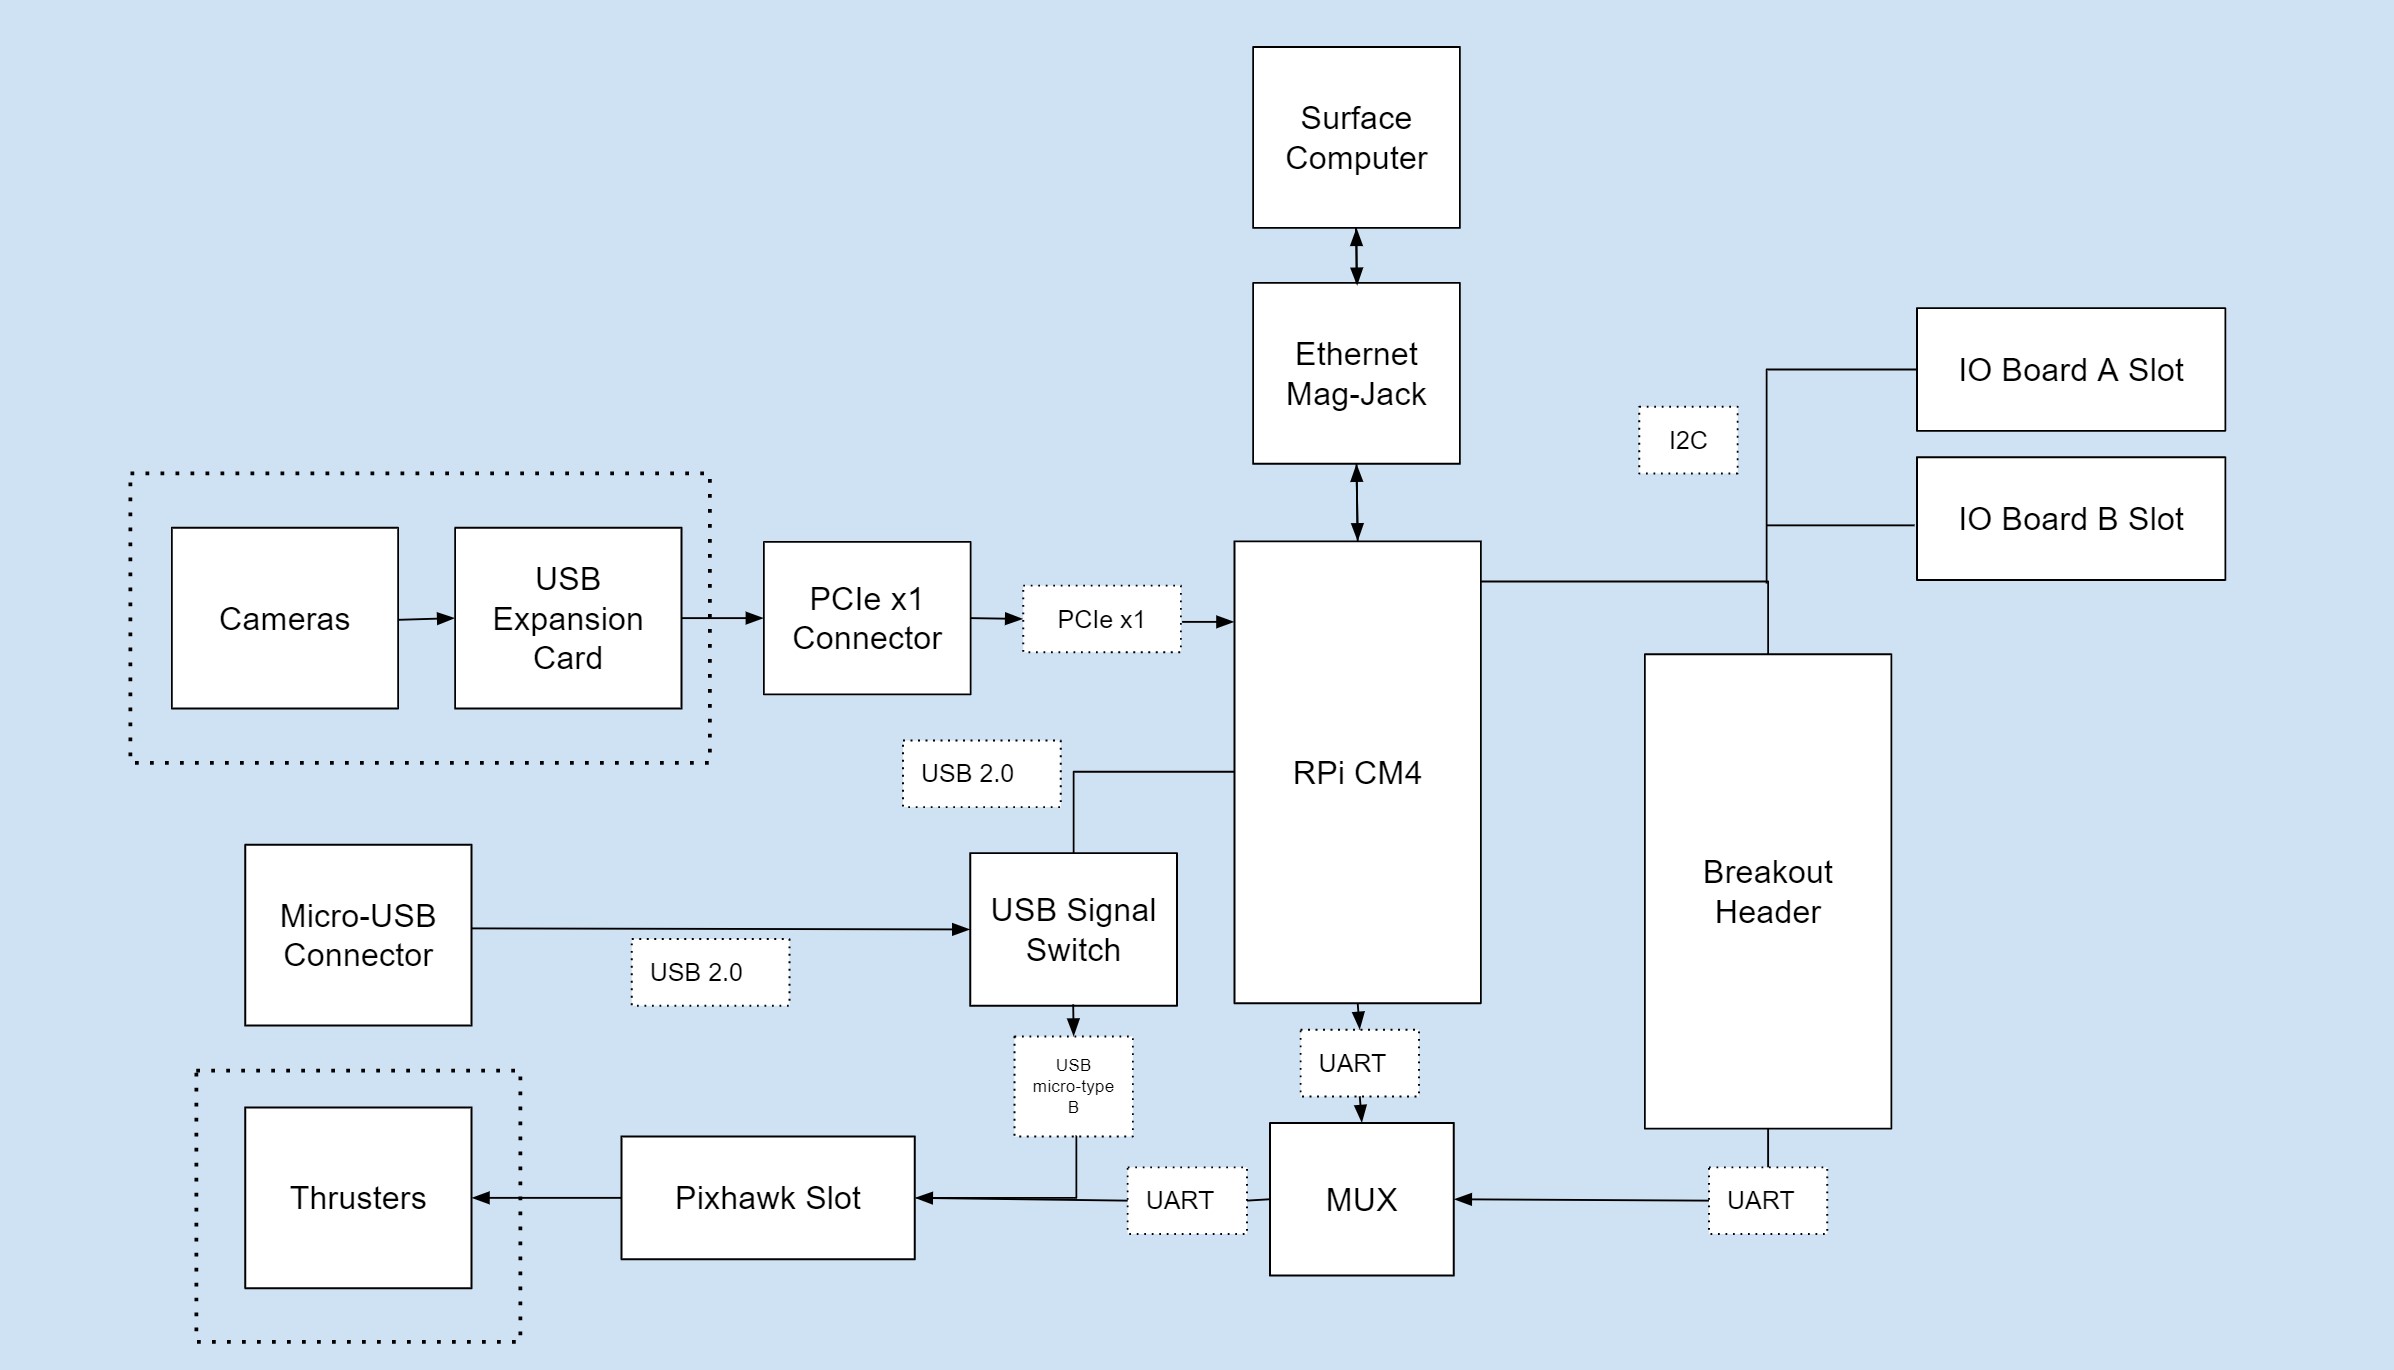 Surface
Computer
Ethernet
Mag-Jack
IO Board A Slot
I2C
IO Board B Slot
Cameras
USB
Expansion
Card
PCIe x1
Connector
PCIe x1
RPi CM4
USB 2.0
Breakout
Header
Micro-USB
Connector
USB 2.0
USB Signal
Switch
USB
micro-type
B
UART
Thrusters
Pixhawk Slot
UART
MUX
UART